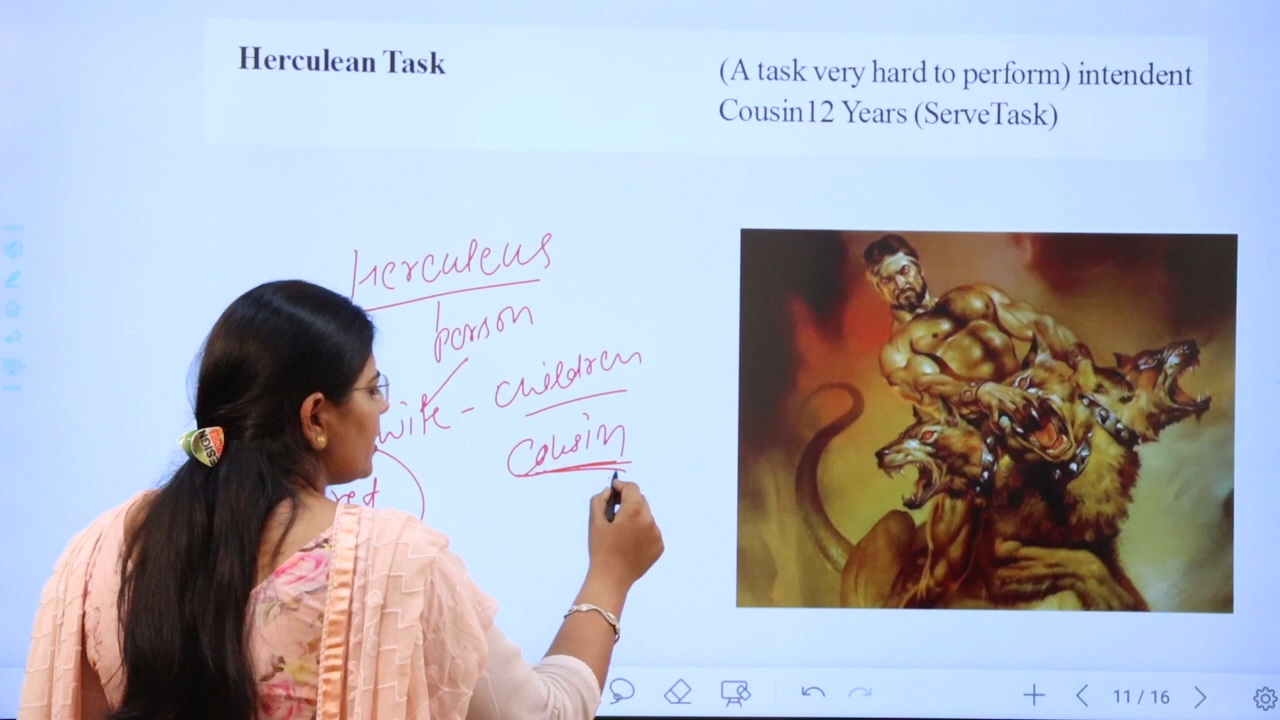 Herculean Task
(A task very hard to perform) intendent
Cousin12 Years (ServeTask)
Herculeus
person
wife - children
cousin
11 / 16